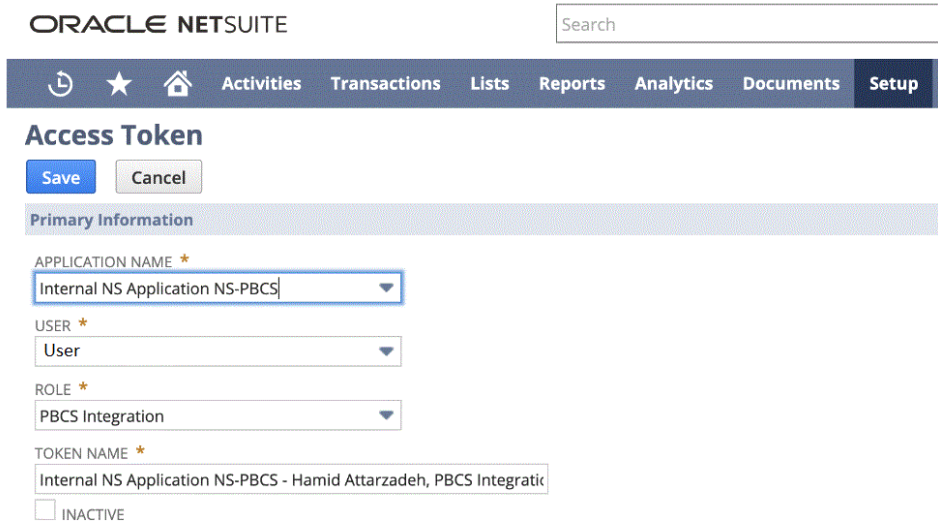 ORACLE NETSUITE
Search
Activities Transactions Lists Reports Analytics Documents Setup
Access Token
Save Cancel
Primary Information
APPLICATION NAME *
Internal NS Application NS-PBCS
USER *
User
ROLE *
PBCS Integration
TOKEN NAME *
Internal NS Application NS-PBCS - Hamid Attarzadeh, PBCS Integratic
INACTIVE